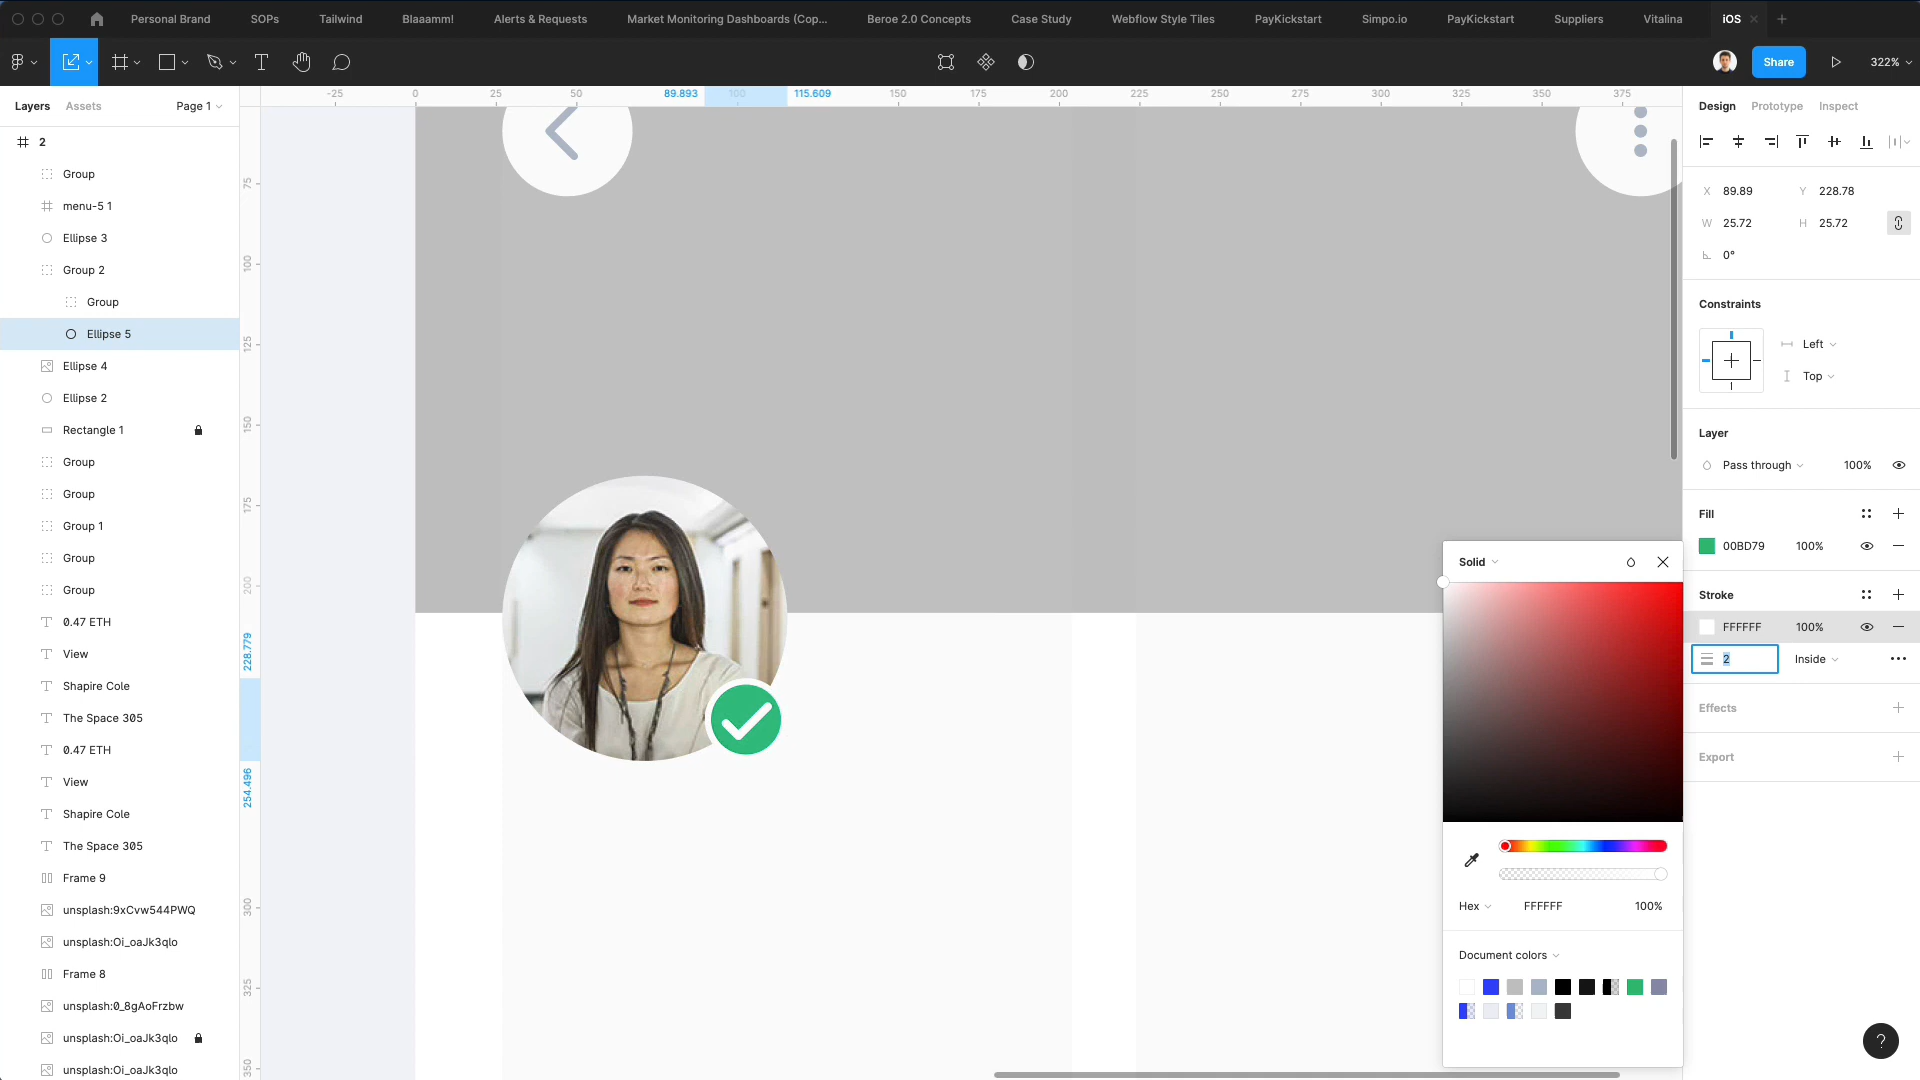 Personal Brand SOPs Tailwind Blaaamm! Alerts & Requests Market Monitoring Dashboards (Cop... Beroe 2.0 Concepts Case Study Webflow Style Tiles PayKickstart Simpo.io PayKickstart Suppliers Vitalina iOS
Share 322%
Layers Assets Page 1
-25 0 25 50 89.893 100 115.609 150 175 200 225 250 275 300 325 350 375
Design Prototype Inspect
2
Group
menu-5 1
Ellipse 3
Group 2
Group
Ellipse 5
Ellipse 4
Ellipse 2
Rectangle 1
Group
Group
Group 1
Group
Group
0.47 ETH
View
Shapire Cole
The Space 305
0.47 ETH
View
Shapire Cole
The Space 305
Frame 9
unsplash:9xCvw544PWQ
unsplash:Oi_oaJk3qlo
Frame 8
unsplash:0_8gAoFrzbw
unsplash:Oi_oaJk3qlo
unsplash:Oi_oaJk3qlo
75
100
125
150
175
200
228.779
254.496
300
325
350
X 89.89 Y 228.78
W 25.72 H 25.72
0°
Constraints
Left
Top
Layer
Pass through 100%
Fill
00BD79 100%
Stroke
FFFFFF 100%
2 Inside
Effects
Export
Solid
Hex FFFFFF 100%
Document colors
?